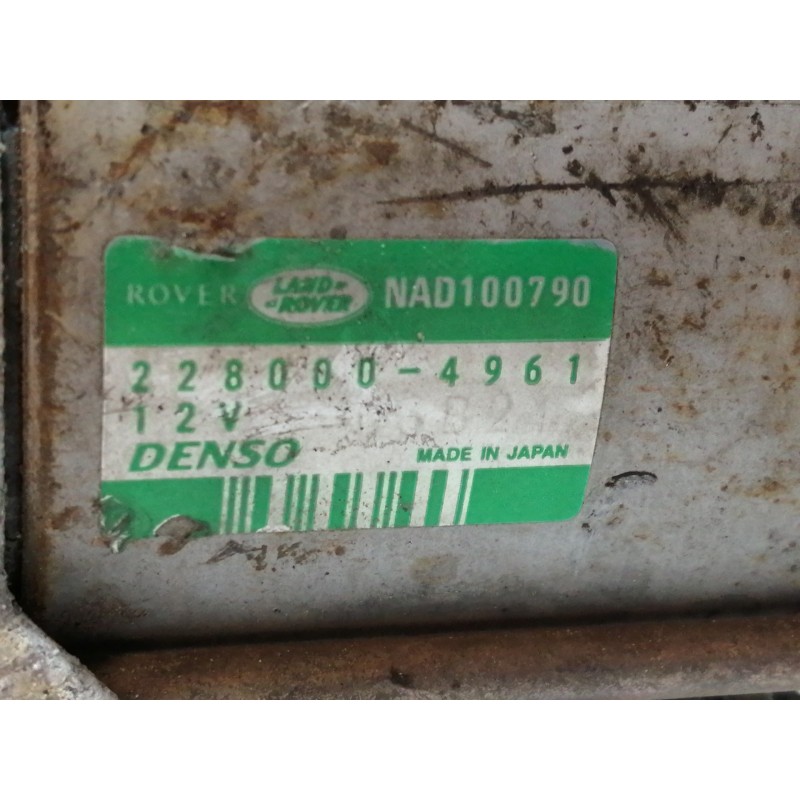 ROVER LAND ROVER NAD100790
228000-4961
12V
DENSO MADE IN JAPAN